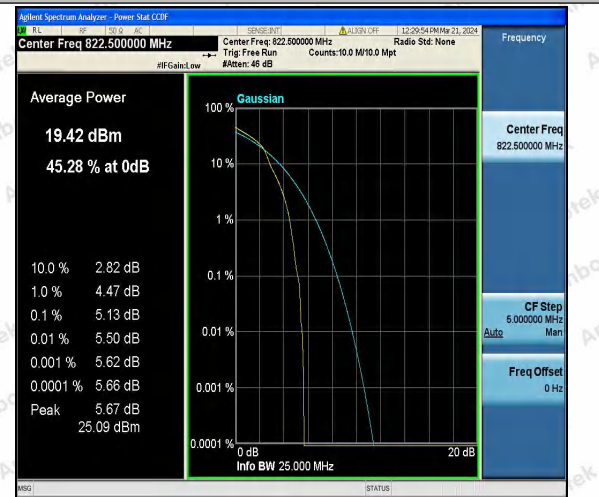 Agilent Spectrum Analyzer - Power Stat CCDF
RL RF 50 Ω AC SENSE:INT ALIGN OFF 12:29:54 PM Mar 21, 2024
Center Freq 822.500000 MHz
Center Freq: 822.500000 MHz Radio Std: None
Trig: Free Run Counts:10.0 M/10.0 Mpt
#IFGain:Low #Atten: 46 dB
Frequency
Average Power
19.42 dBm
45.28 % at 0dB
10.0 % 2.82 dB
1.0 % 4.47 dB
0.1 % 5.13 dB
0.01 % 5.50 dB
0.001 % 5.62 dB
0.0001 % 5.66 dB
Peak 5.67 dB
25.09 dBm
Gaussian
100 %
10 %
1 %
0.1 %
0.01 %
0.001 %
0.0001 %
0 dB 20 dB
Info BW 25.000 MHz
Center Freq
822.500000 MHz
CF Step
5.000000 MHz
Auto Man
Freq Offset
0 Hz
MSG STATUS